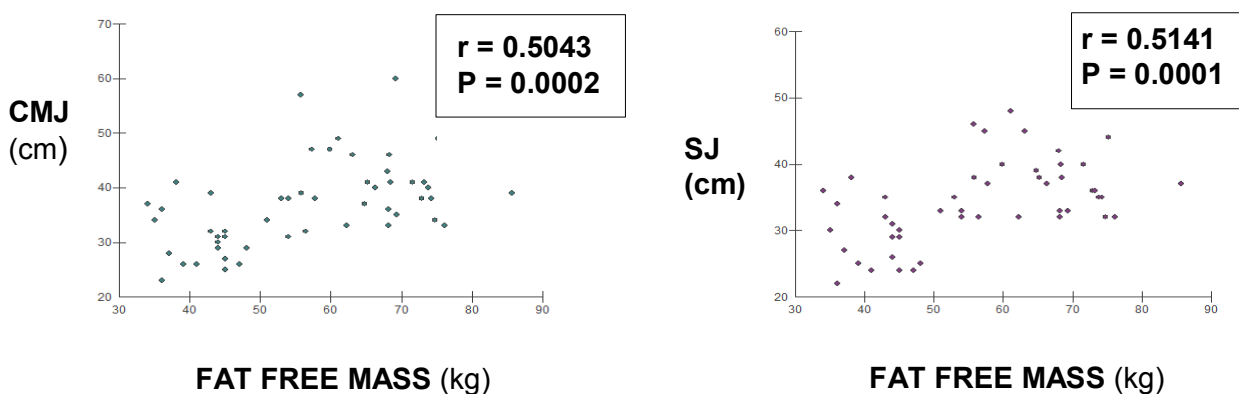 70
60
50
40
30
20
CMJ
(cm)
r = 0.5043
P = 0.0002
30 40 50 60 70 80 90
FAT FREE MASS (kg)
60
50
40
30
20
SJ
(cm)
r = 0.5141
P = 0.0001
30 40 50 60 70 80 90
FAT FREE MASS (kg)